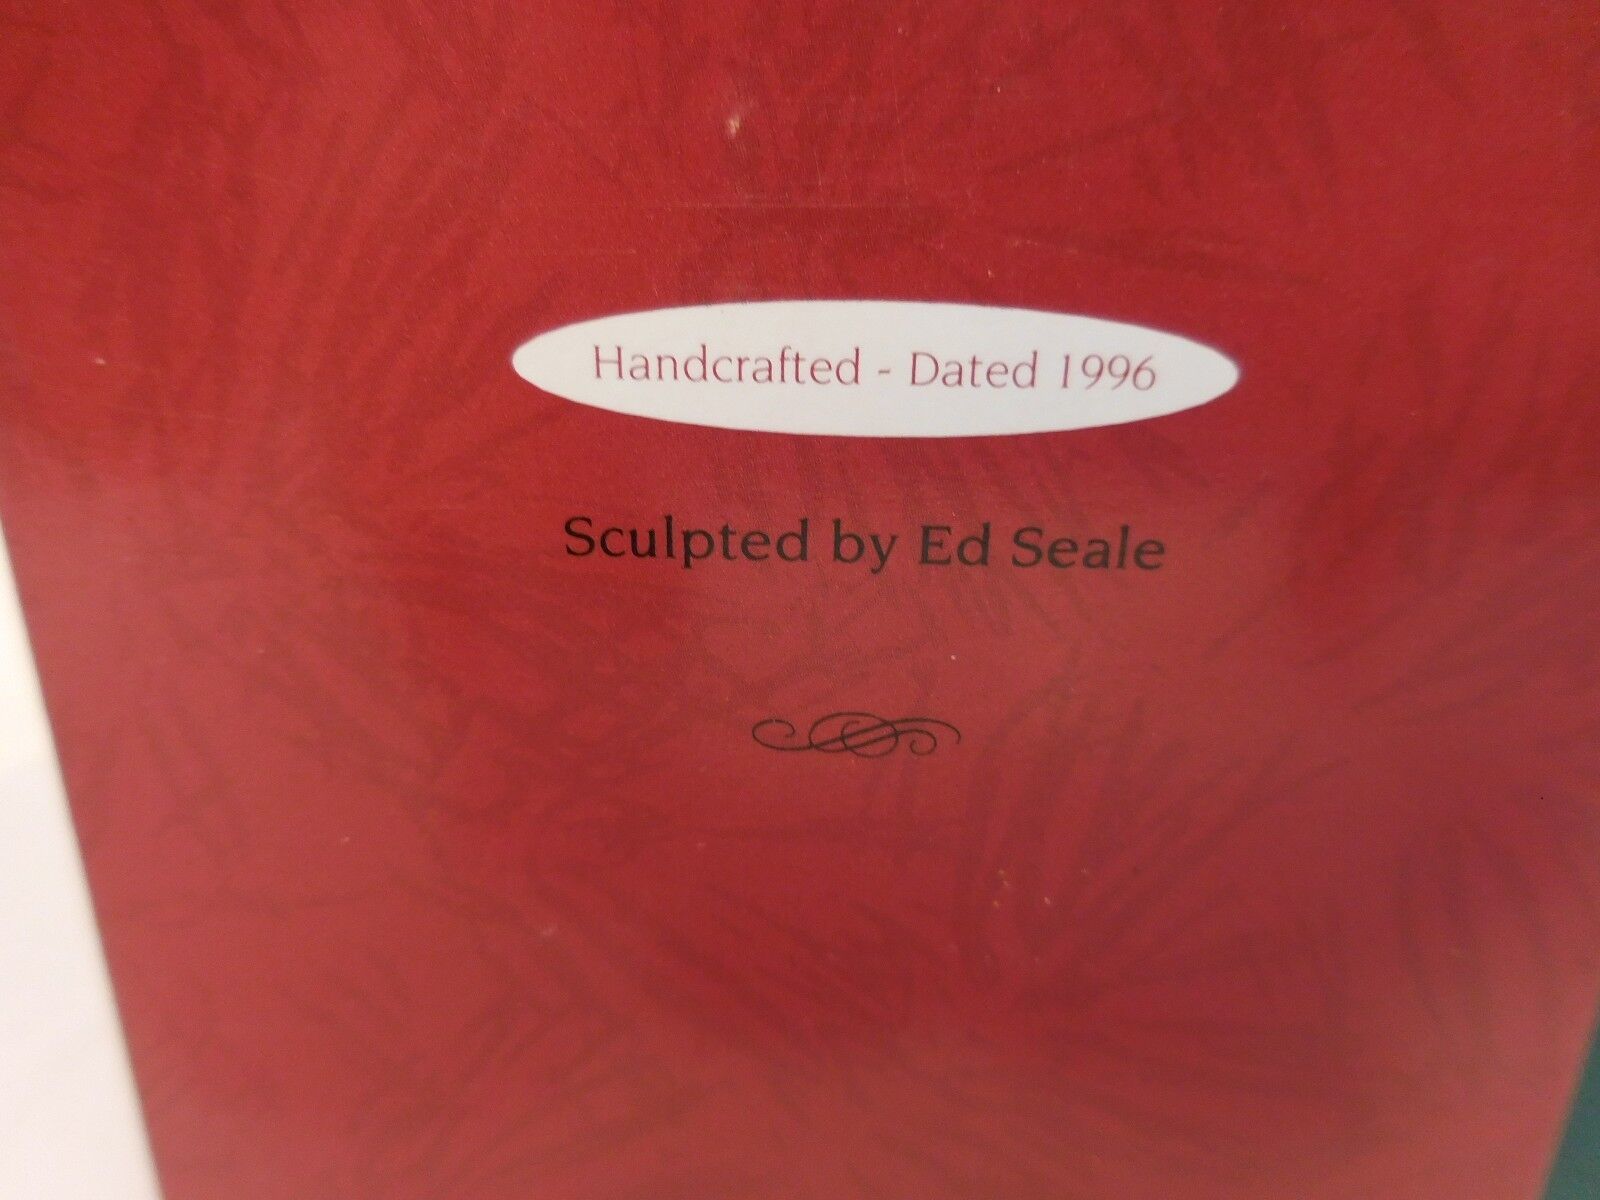 Handcrafted - Dated 1996
Sculpted by Ed Seale